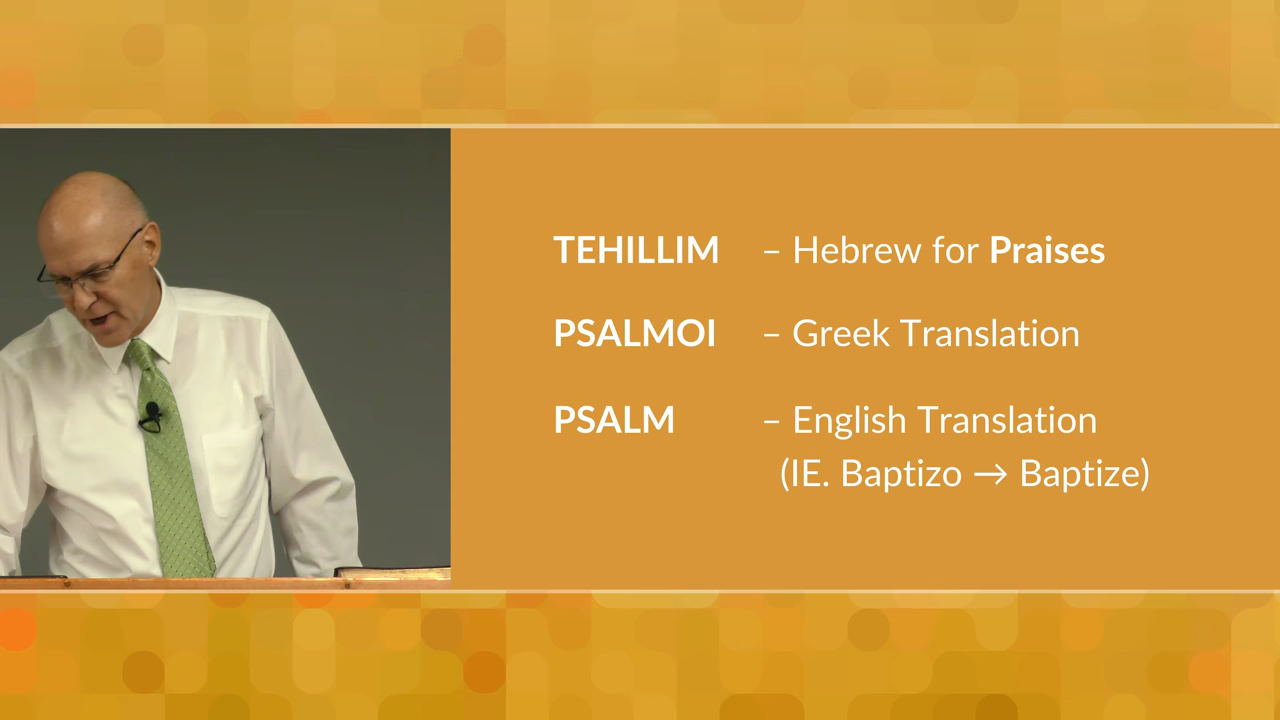 TEHILLIM – Hebrew for Praises
PSALMOI – Greek Translation
PSALM – English Translation
(IE. Baptizo → Baptize)